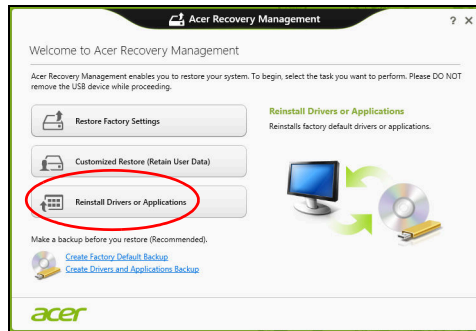 Acer Recovery Management
? X
Welcome to Acer Recovery Management
Acer Recovery Management enables you to restore your system. To begin, select the task you want to perform. Please DO NOT
remove the USB device while proceeding.
Restore Factory Settings
Customized Restore (Retain User Data)
Reinstall Drivers or Applications
Reinstall Drivers or Applications
Reinstalls factory default drivers or applications.
Make a backup before you restore (Recommended).
Create Factory Default Backup
Create Drivers and Applications Backup
acer